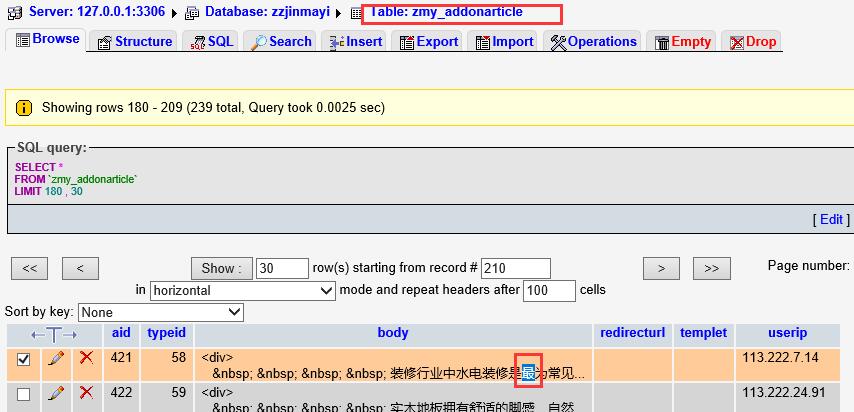 Server: 127.0.0.1:3306 Database: zzjinmayi Table: zmy_addonarticle
Browse Structure SQL Search Insert Export Import Operations Empty Drop
Showing rows 180 - 209 (239 total, Query took 0.0025 sec)
SQL query:
SELECT *
FROM `zmy_addonarticle`
LIMIT 180 , 30
[ Edit ]
<< < Show : 30 row(s) starting from record # 210 > >> Page number:
in horizontal mode and repeat headers after 100 cells
Sort by key: None
←T→ aid typeid body redirecturl templet userip
421 58 <div> 113.222.7.14
&nbsp; &nbsp; &nbsp; &nbsp; 装修行业中水电装修是最为常见...
422 59 <div> 113.222.24.91
&nbsp; &nbsp; &nbsp; &nbsp; 实木地板拥有舒适的脚感，自然